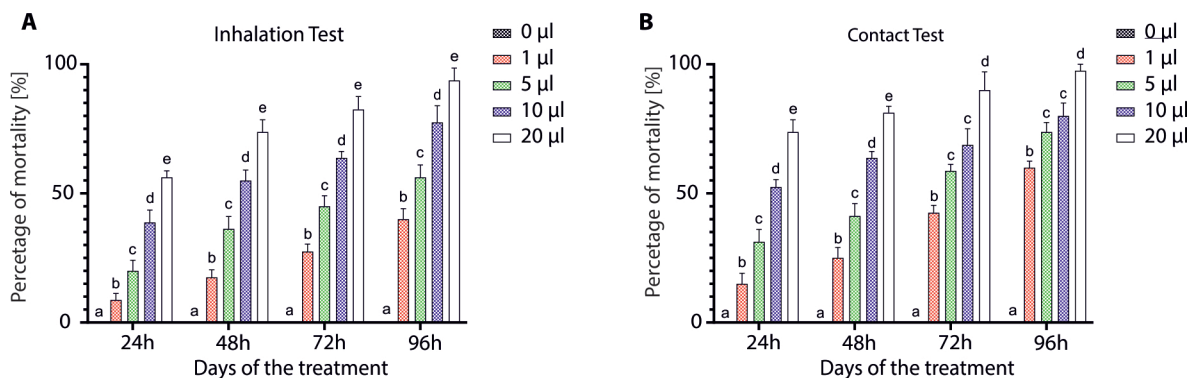 A
Inhalation Test
0 µl
1 µl
5 µl
10 µl
20 µl
Percetage of mortality [%]
100
50
0
a b c d e
a b c d e
a b c d e
a b c d e
24h 48h 72h 96h
Days of the treatment
B
Contact Test
0 µl
1 µl
5 µl
10 µl
20 µl
Percetage of mortality [%]
100
50
0
a b c d e
a b c d e
a b c c d
a b c c d
24h 48h 72h 96h
Days of the treatment